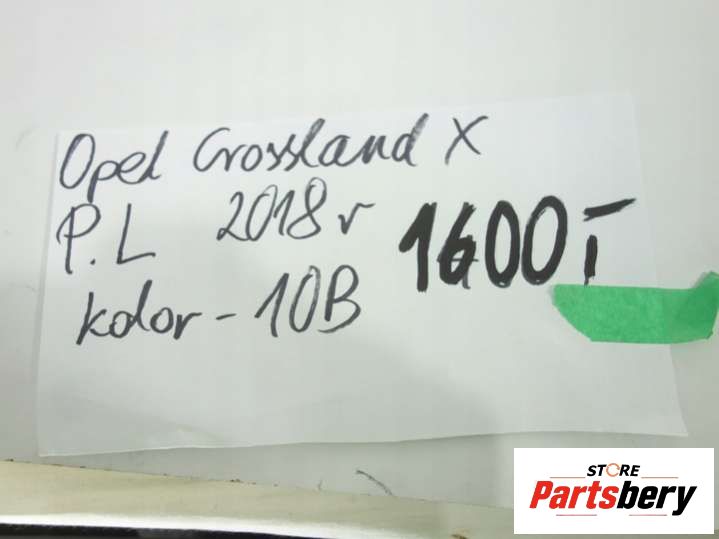 Opel Crossland X
P.L 2018 r 1600,-
kolor - 10B
STORE
Partsbery